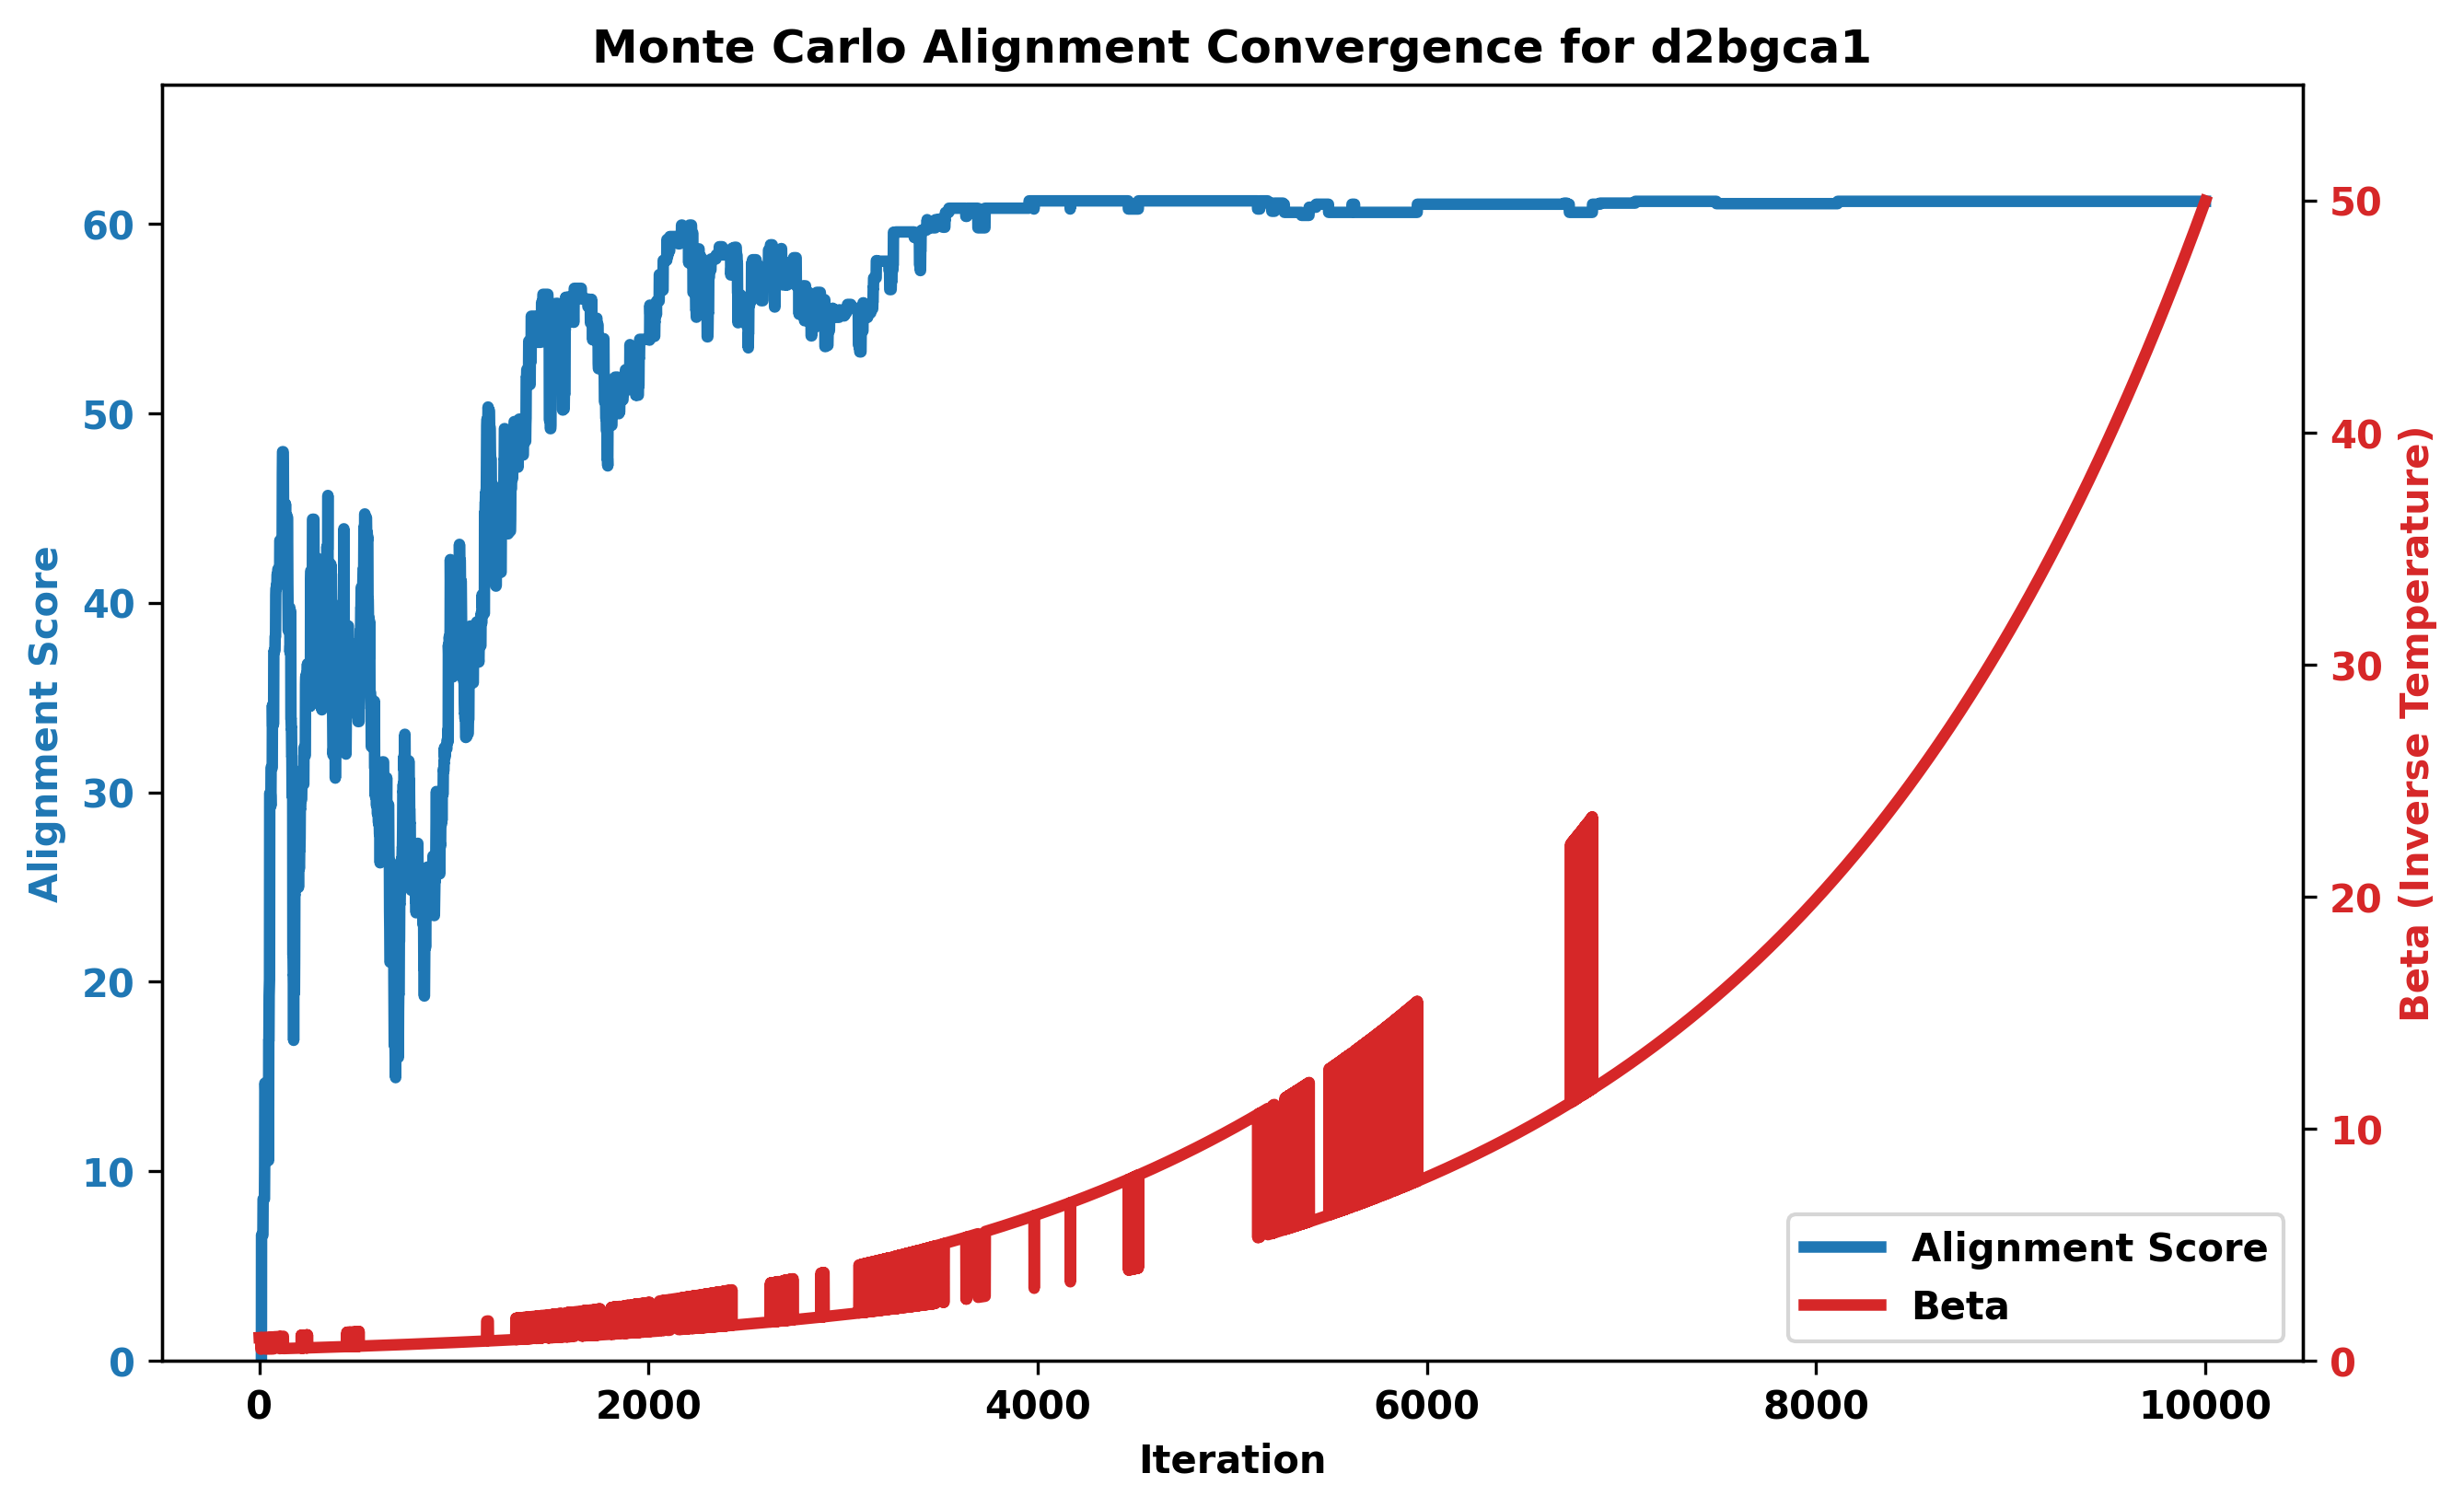 Monte Carlo Alignment Convergence for d2bgca1
Alignment Score
60
50
40
30
20
10
0
50
40
30
20
10
0
Beta (Inverse Temperature)
Alignment Score
Beta
0 2000 4000 6000 8000 10000
Iteration